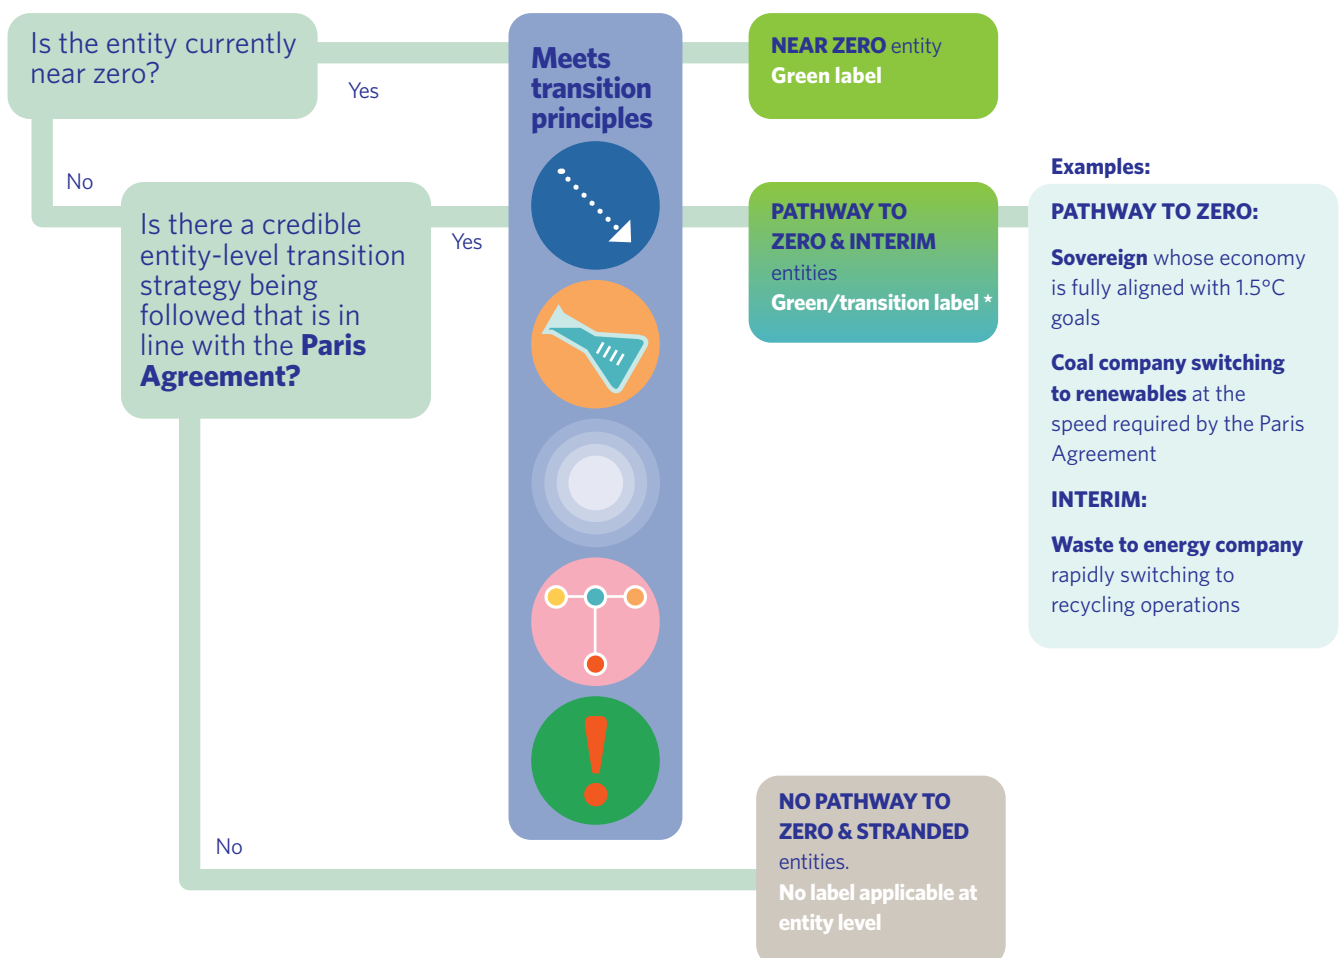 Is the entity currently
near zero?
Yes
No
Is there a credible
entity-level transition
strategy being
followed that is in
line with the Paris
Agreement?
Yes
No
Meets
transition
principles
NEAR ZERO entity
Green label
PATHWAY TO
ZERO & INTERIM
entities
Green/transition label *
Examples:
PATHWAY TO ZERO:
Sovereign whose economy
is fully aligned with 1.5°C
goals
Coal company switching
to renewables at the
speed required by the Paris
Agreement
INTERIM:
Waste to energy company
rapidly switching to
recycling operations
NO PATHWAY TO
ZERO & STRANDED
entities.
No label applicable at
entity level